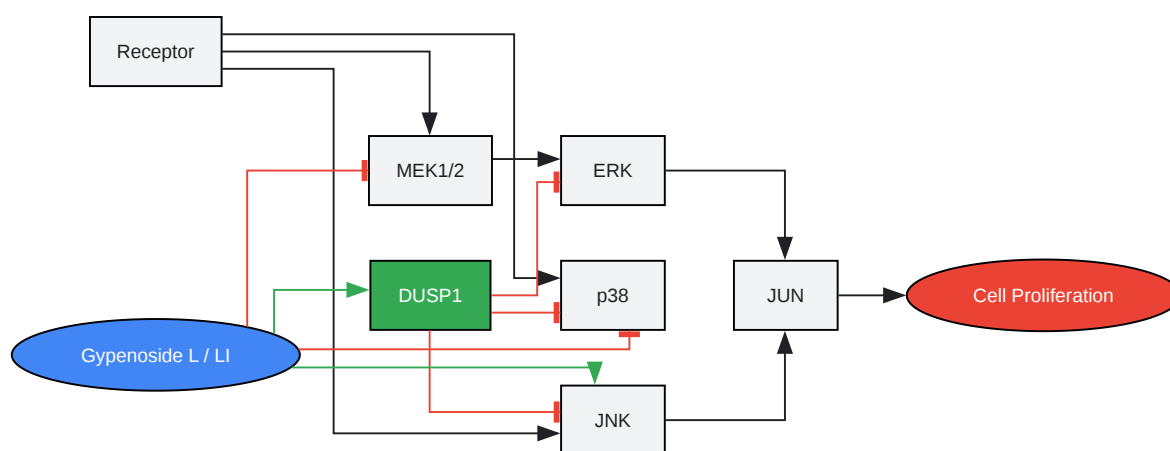 Receptor
MEK1/2
ERK
DUSP1
p38
JUN
Cell Proliferation
Gypenoside L / LI
JNK